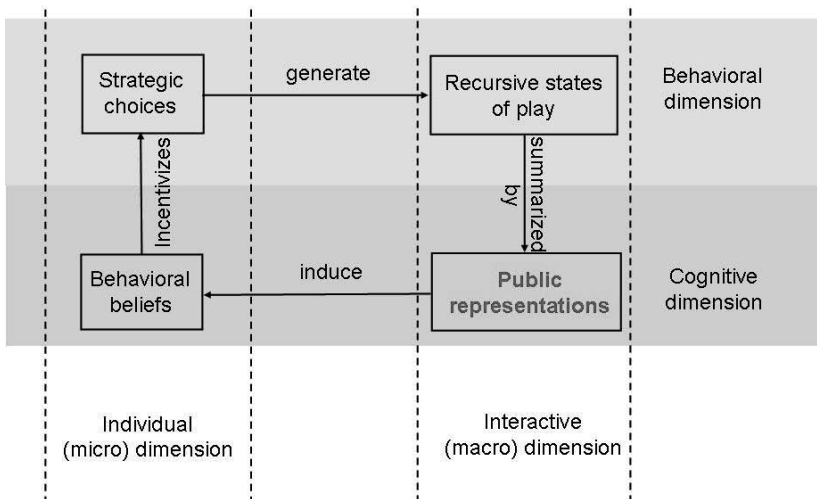 Strategic
choices
generate
Recursive states
of play
Behavioral
dimension
Incentivizes
summarized
by
Behavioral
beliefs
induce
Public
representations
Cognitive
dimension
Individual
(micro) dimension
Interactive
(macro) dimension